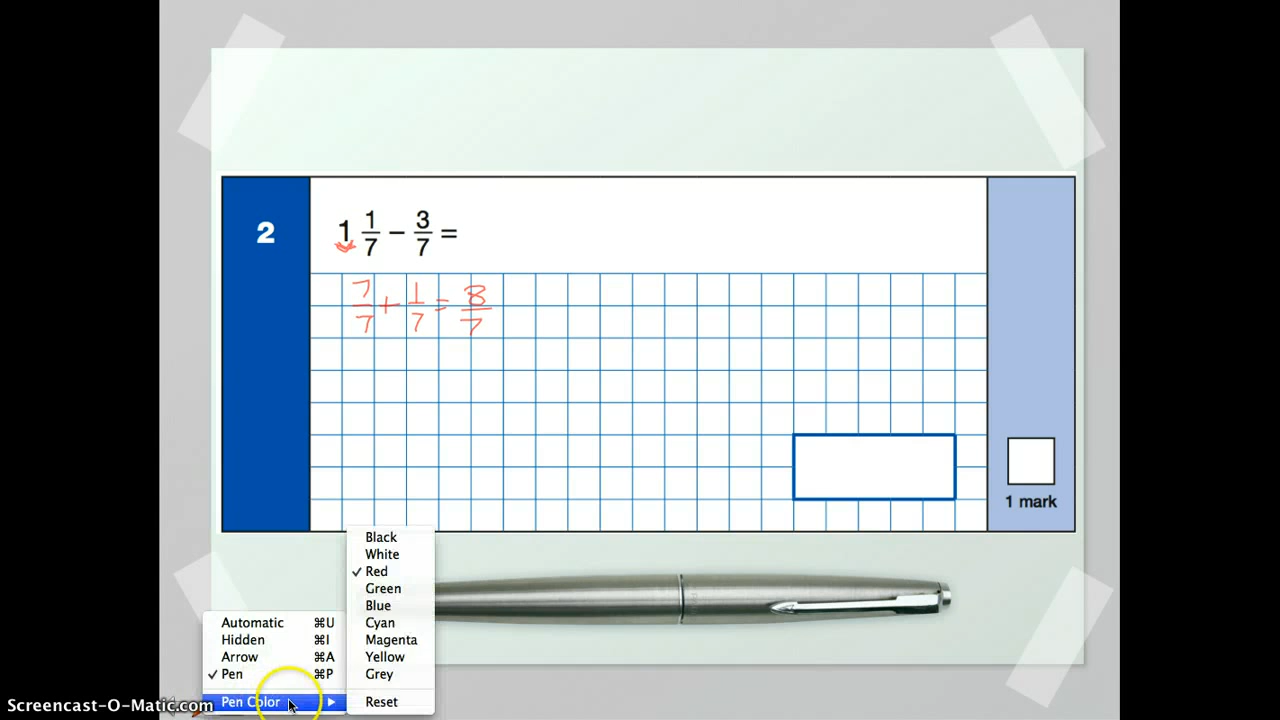 2
1 1/7 − 3/7 =
7/7 + 1/7 = 8/7
1 mark
Black
White
✓ Red
Green
Blue
Cyan
Magenta
Yellow
Grey
Reset
Automatic ⌘U
Hidden ⌘I
Arrow ⌘A
✓ Pen ⌘P
Pen Color
Screencast-O-Matic.com